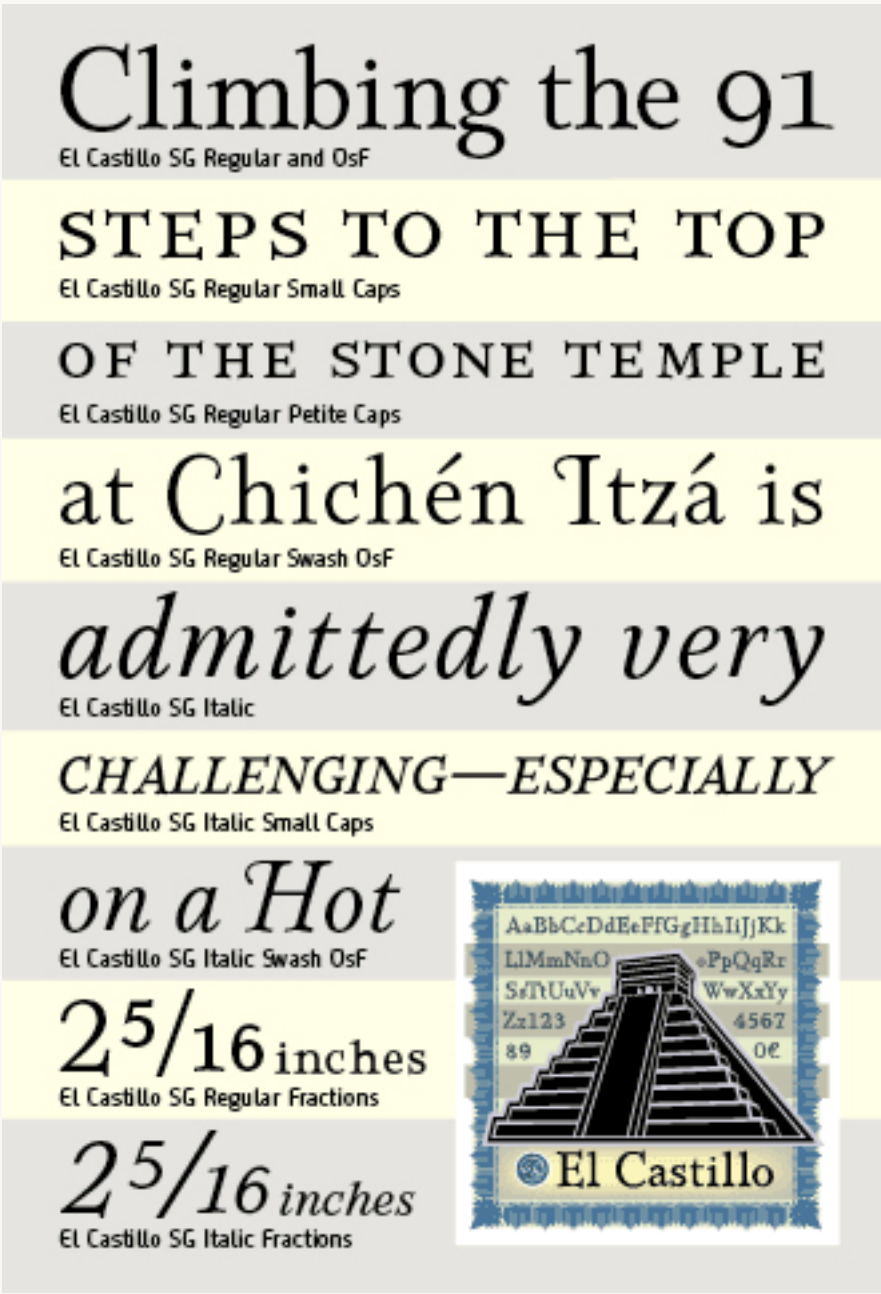 Climbing the 91
El Castillo SG Regular and OsF
STEPS TO THE TOP
El Castillo SG Regular Small Caps
OF THE STONE TEMPLE
El Castillo SG Regular Petite Caps
at Chichén Itzá is
El Castillo SG Regular Swash OsF
admittedly very
El Castillo SG Italic
CHALLENGING—ESPECIALLY
El Castillo SG Italic Small Caps
on a Hot
El Castillo SG Italic Swash OsF
2 5/16 inches
El Castillo SG Regular Fractions
2 5/16 inches
El Castillo SG Italic Fractions
AaBbCcDdEeFfGgHhIiJjKk
LlMmNnO oPpQqRr
SsTtUuVv WwXxYy
Zz123 4567
89 0€
El Castillo